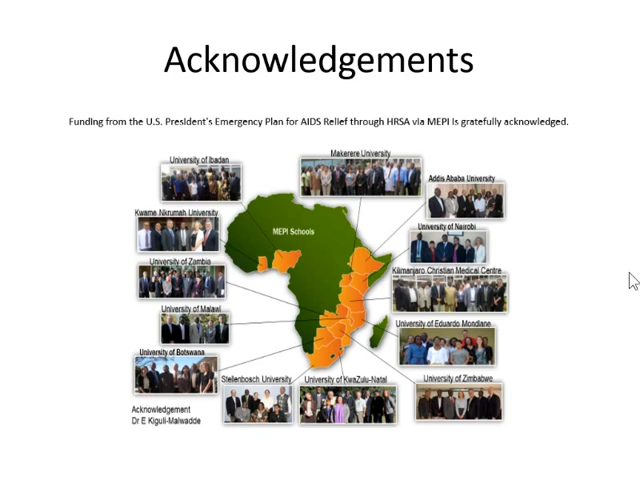 Acknowledgements
Funding from the U.S. President's Emergency Plan for AIDS Relief through HRSA via MEPI is gratefully acknowledged.
Makerere University
University of Ibadan
Addis Ababa University
Kwame Nkrumah University
University of Nairobi
MEPI Schools
University of Zambia
Kilimanjaro Christian Medical Centre
University of Malawi
University of Eduardo Mondlane
University of Botswana
Stellenbosch University
University of KwaZulu-Natal
University of Zimbabwe
Acknowledgement
Dr E Kiguli-Malwadde